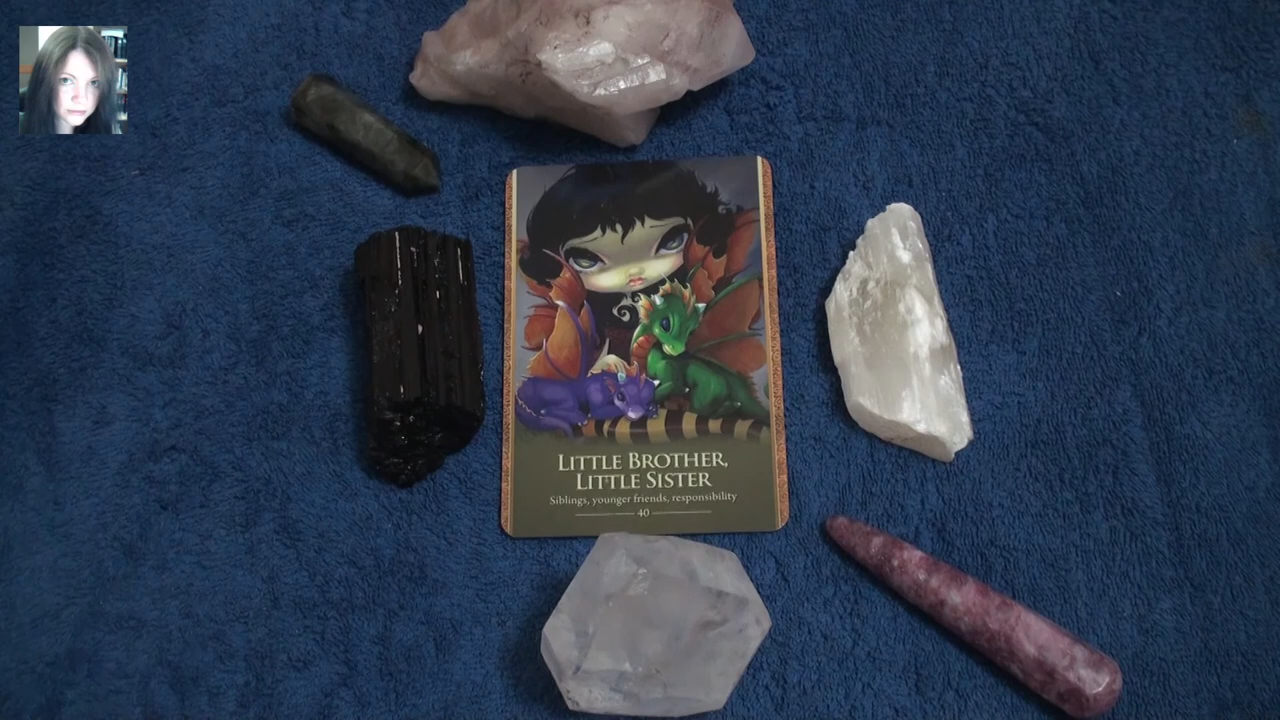 LITTLE BROTHER,
LITTLE SISTER
Siblings, younger friends, responsibility
40